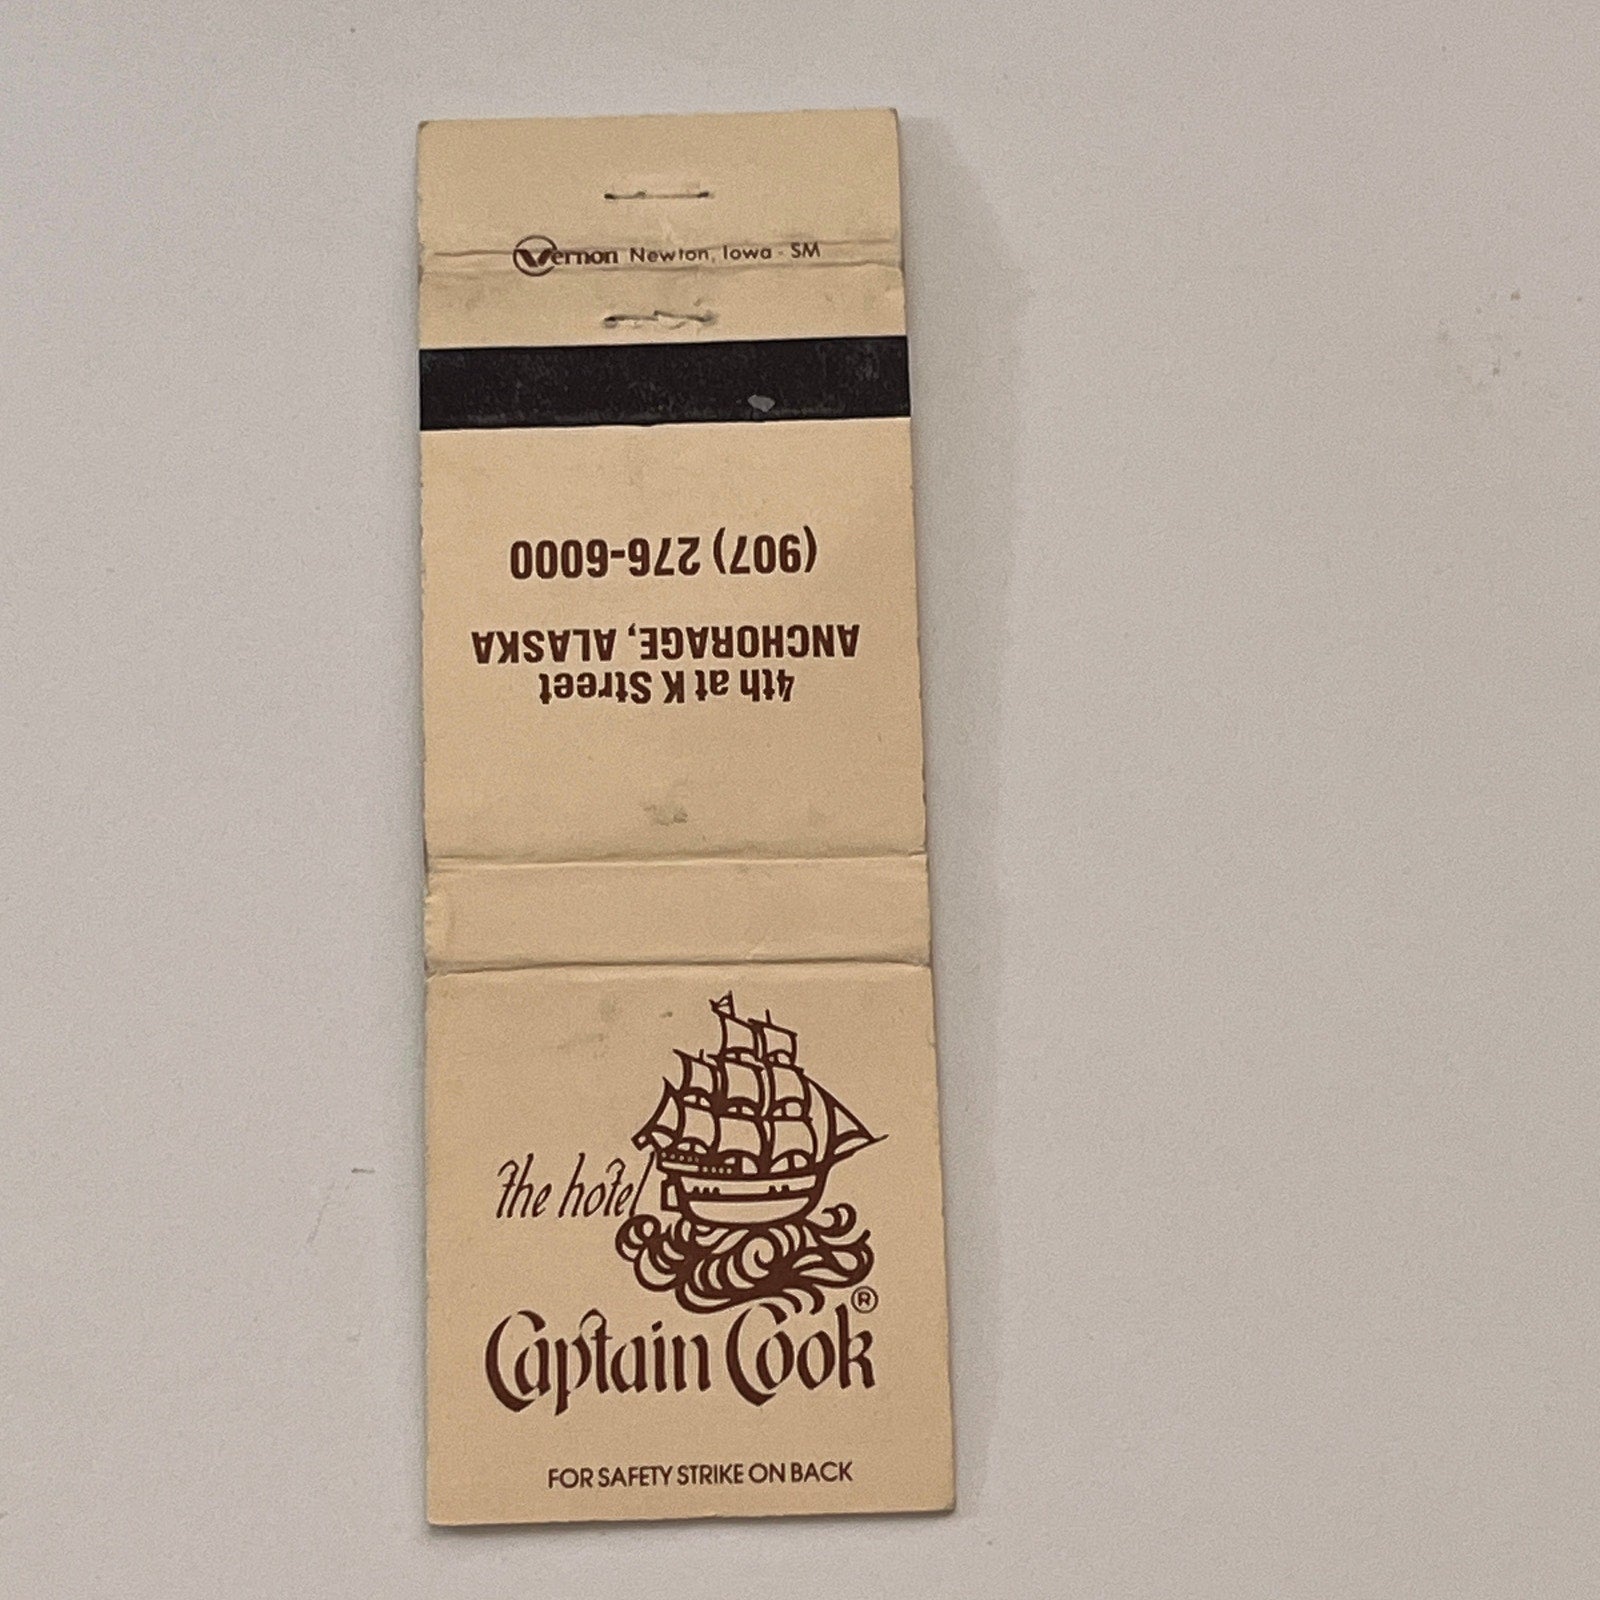 Vernon Newton, Iowa - SM
4th at K Street
ANCHORAGE, ALASKA
(907) 276-6000
the hotel
Captain Cook®
FOR SAFETY STRIKE ON BACK